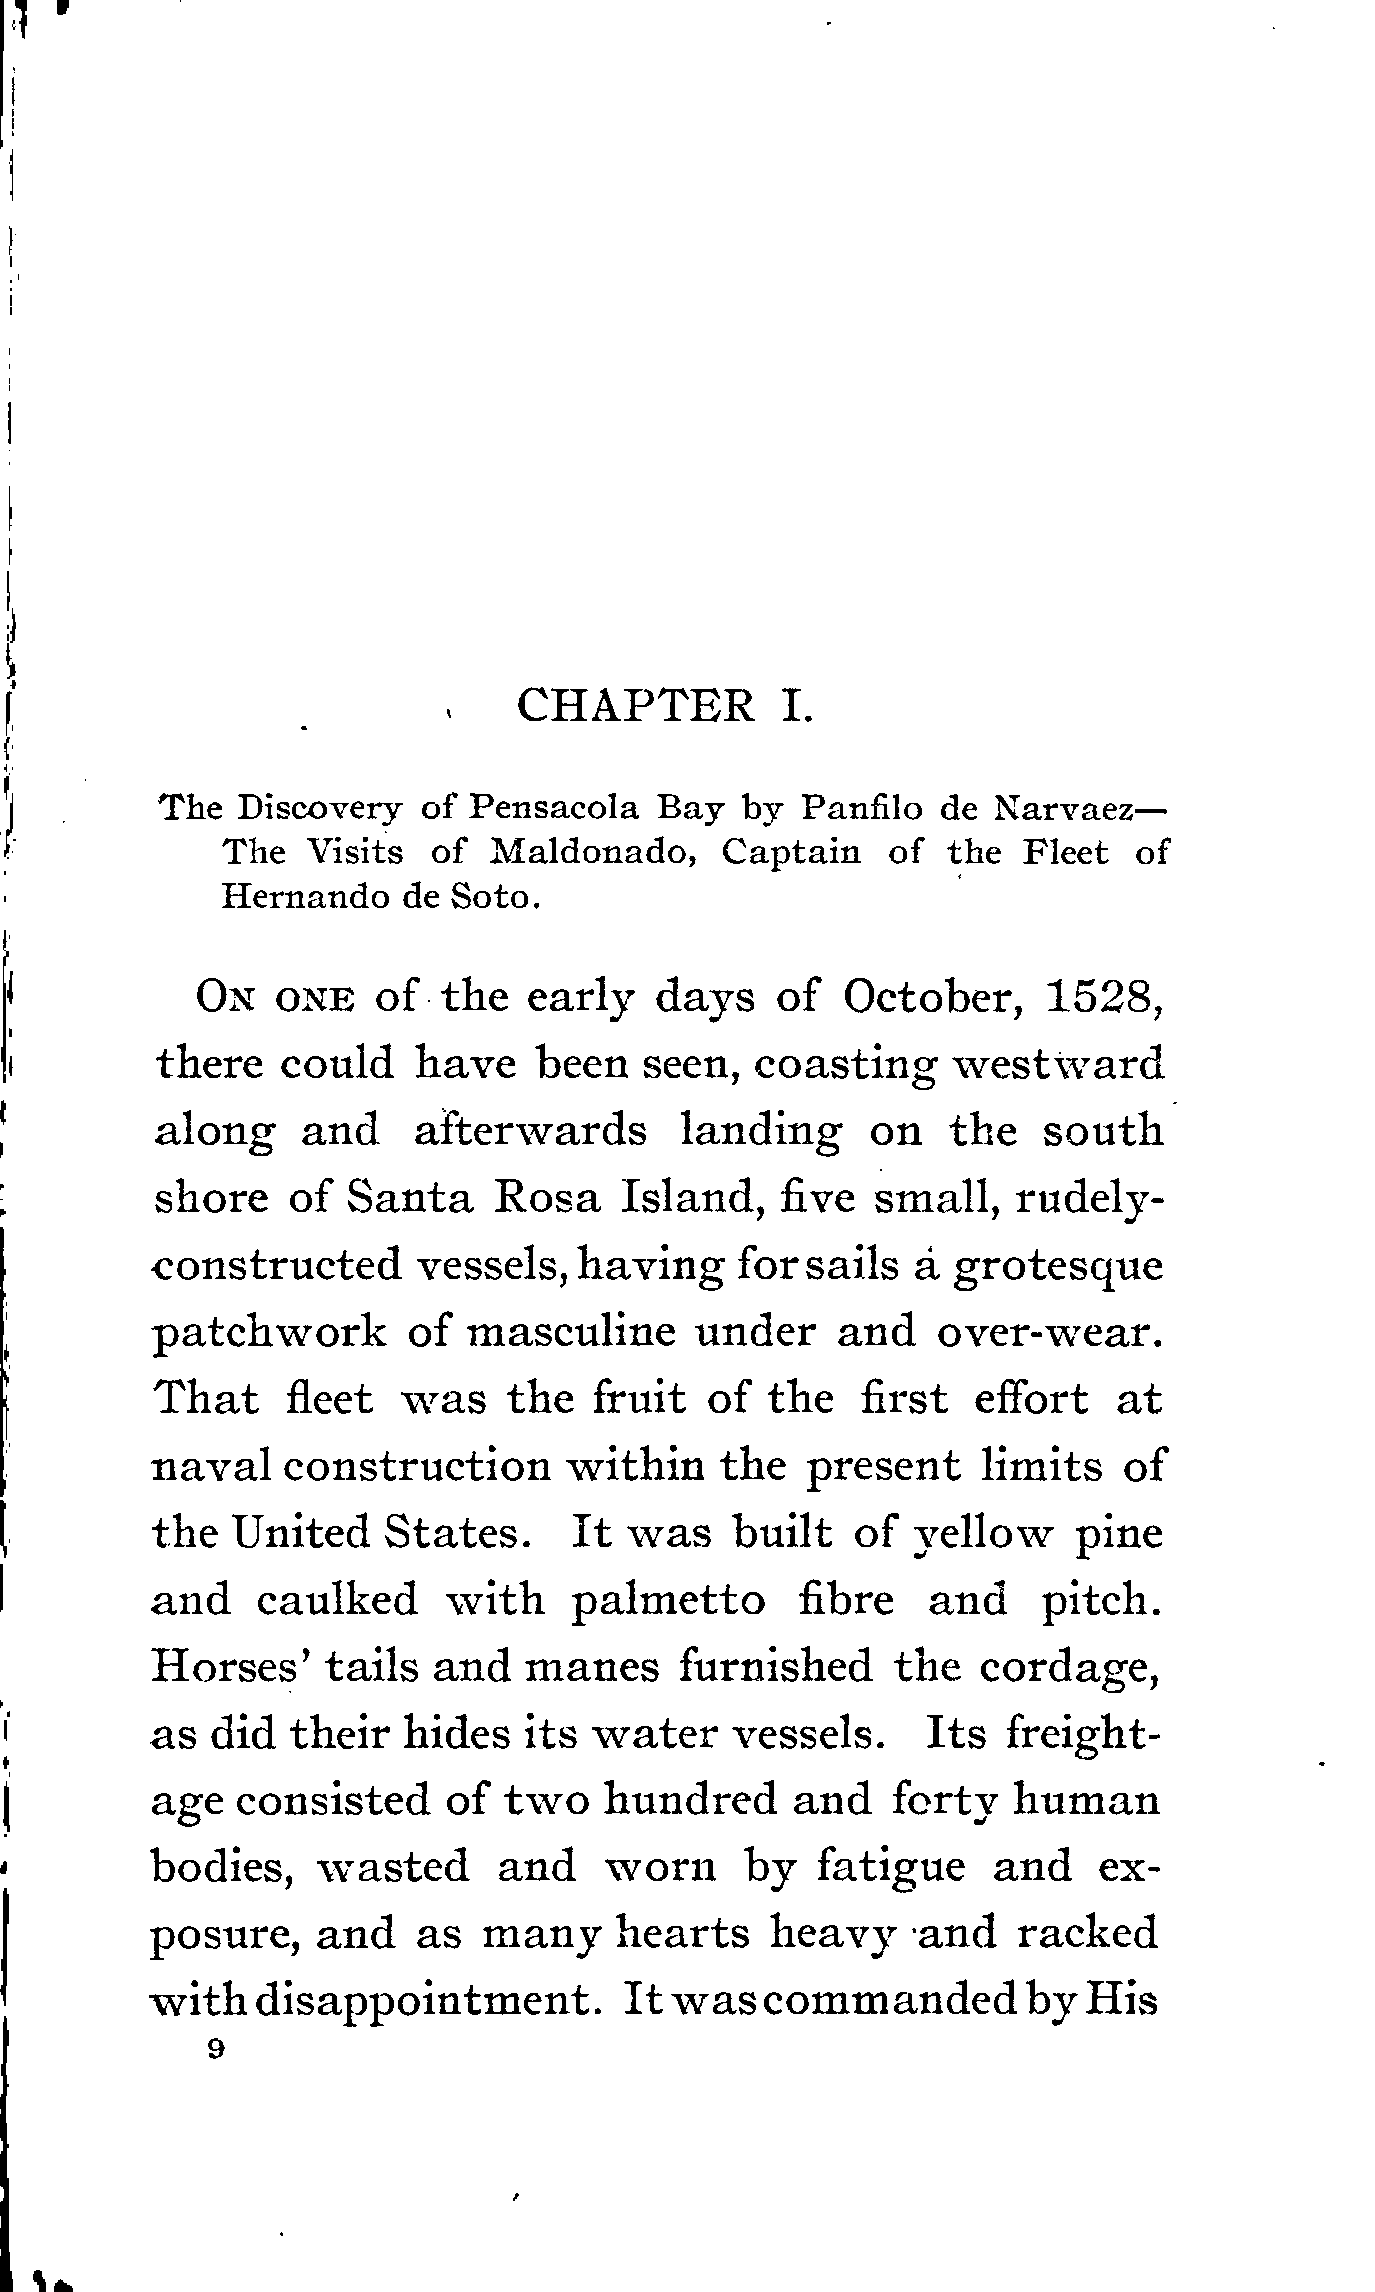 CHAPTER I.
The Discovery of Pensacola Bay by Panfilo de Narvaez—
The Visits of Maldonado, Captain of the Fleet of
Hernando de Soto.
ON ONE of the early days of October, 1528,
there could have been seen, coasting westward
along and afterwards landing on the south
shore of Santa Rosa Island, five small, rudely-
constructed vessels, having for sails a grotesque
patchwork of masculine under and over-wear.
That fleet was the fruit of the first effort at
naval construction within the present limits of
the United States. It was built of yellow pine
and caulked with palmetto fibre and pitch.
Horses' tails and manes furnished the cordage,
as did their hides its water vessels. Its freight-
age consisted of two hundred and forty human
bodies, wasted and worn by fatigue and ex-
posure, and as many hearts heavy and racked
with disappointment. It was commanded by His
9